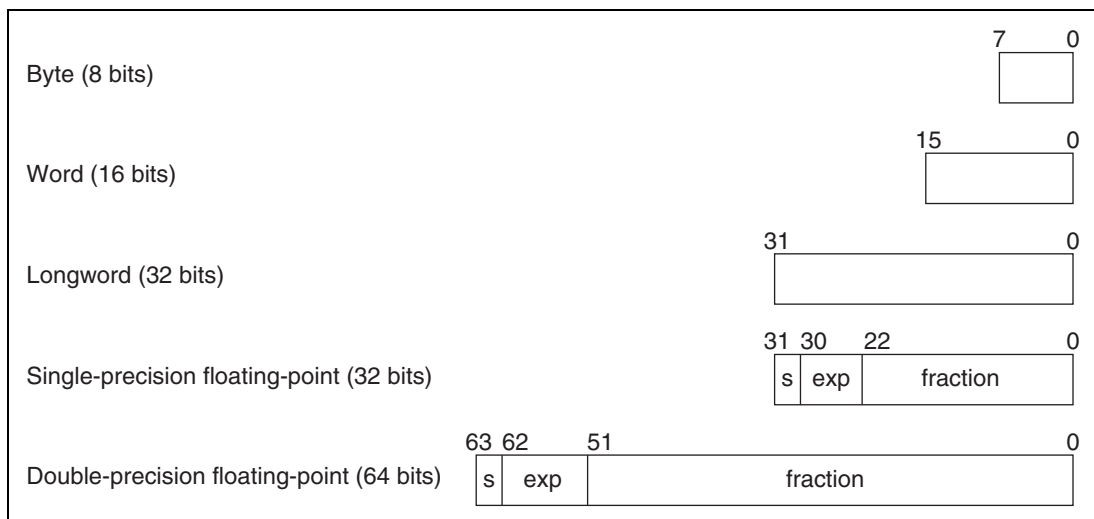 7 0
Byte (8 bits)
15 0
Word (16 bits)
31 0
Longword (32 bits)
31 30 22 0
Single-precision floating-point (32 bits) s exp fraction
63 62 51 0
Double-precision floating-point (64 bits) s exp fraction